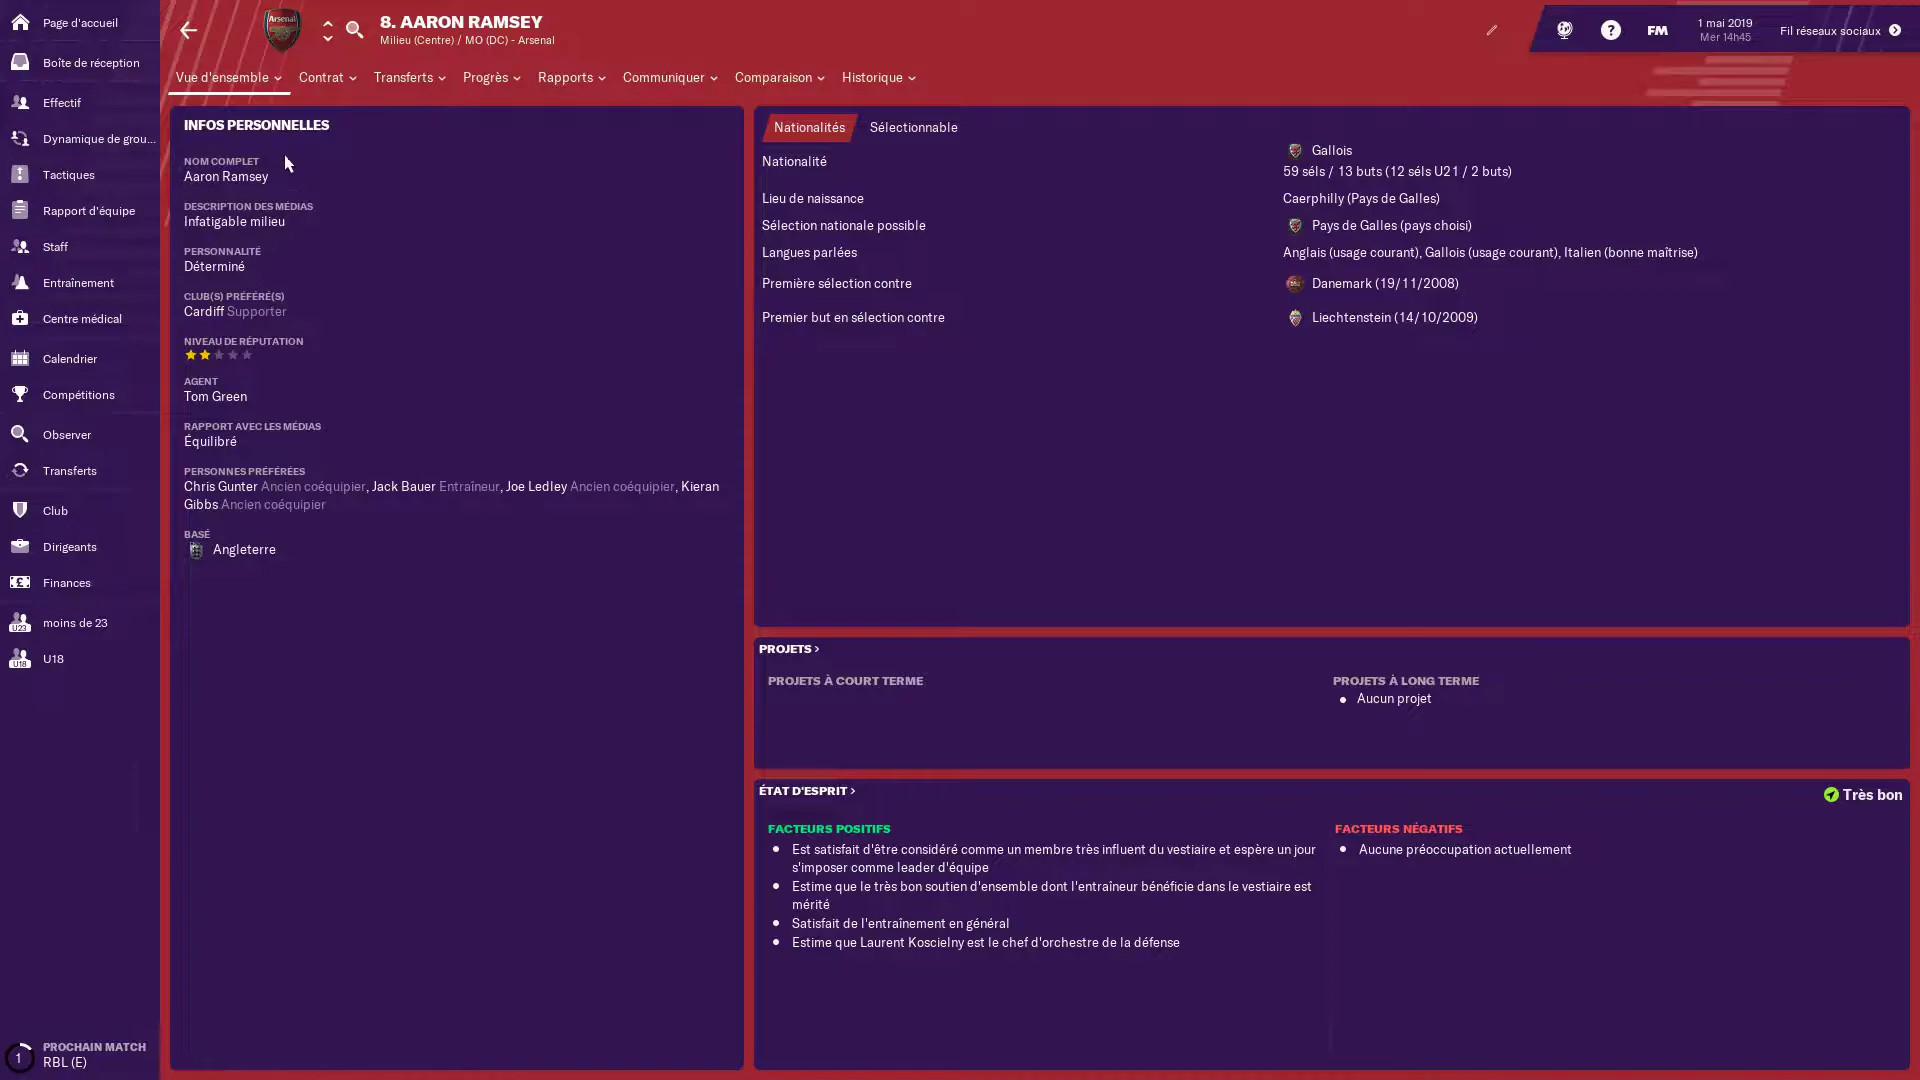 Page d'accueil
Boîte de réception
Effectif
Dynamique de grou...
Tactiques
Rapport d'équipe
Staff
Entraînement
Centre médical
Calendrier
Compétitions
Observer
Transferts
Club
Dirigeants
Finances
U23
moins de 23
U18
U18
1
PROCHAIN MATCH
RBL (E)
Arsenal
8. AARON RAMSEY
Milieu (Centre) / MO (DC) - Arsenal
?
FM
1 mai 2019
Mer 14h45
Fil réseaux sociaux
Vue d'ensemble
Contrat
Transferts
Progrès
Rapports
Communiquer
Comparaison
Historique
INFOS PERSONNELLES
NOM COMPLET
Aaron Ramsey
DESCRIPTION DES MÉDIAS
Infatigable milieu
PERSONNALITÉ
Déterminé
CLUB(S) PRÉFÉRÉ(S)
Cardiff Supporter
NIVEAU DE RÉPUTATION
AGENT
Tom Green
RAPPORT AVEC LES MÉDIAS
Équilibré
PERSONNES PRÉFÉRÉES
Chris Gunter Ancien coéquipier, Jack Bauer Entraîneur, Joe Ledley Ancien coéquipier, Kieran
Gibbs Ancien coéquipier
BASÉ
Angleterre
Nationalités
Sélectionnable
Nationalité
Gallois
59 séls / 13 buts (12 séls U21 / 2 buts)
Lieu de naissance
Caerphilly (Pays de Galles)
Sélection nationale possible
Pays de Galles (pays choisi)
Langues parlées
Anglais (usage courant), Gallois (usage courant), Italien (bonne maîtrise)
Première sélection contre
Danemark (19/11/2008)
Premier but en sélection contre
Liechtenstein (14/10/2009)
PROJETS >
PROJETS À COURT TERME
PROJETS À LONG TERME
• Aucun projet
ÉTAT D'ESPRIT >
Très bon
FACTEURS POSITIFS
• Est satisfait d'être considéré comme un membre très influent du vestiaire et espère un jour
s'imposer comme leader d'équipe
• Estime que le très bon soutien d'ensemble dont l'entraîneur bénéficie dans le vestiaire est
mérité
• Satisfait de l'entraînement en général
• Estime que Laurent Koscielny est le chef d'orchestre de la défense
FACTEURS NÉGATIFS
• Aucune préoccupation actuellement